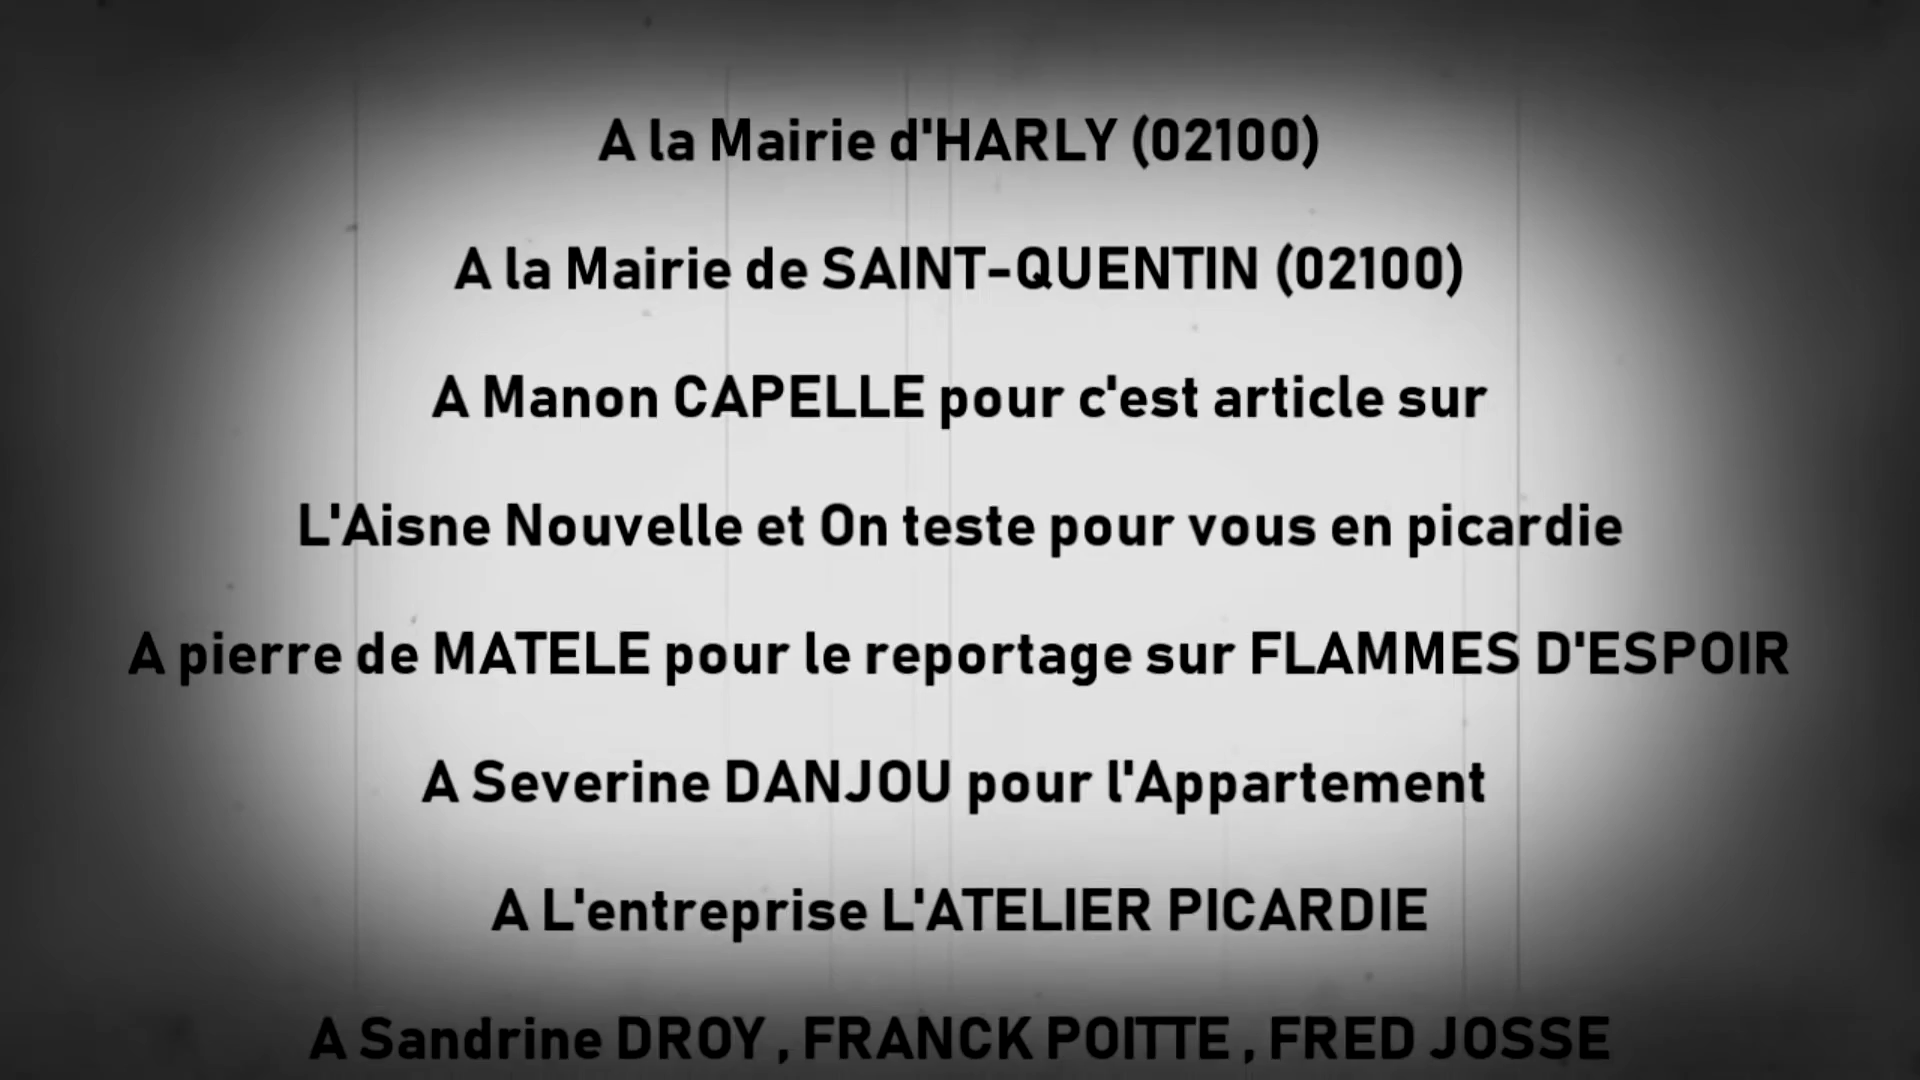 A la Mairie d'HARLY (02100)
A la Mairie de SAINT-QUENTIN (02100)
A Manon CAPELLE pour c'est article sur
L'Aisne Nouvelle et On teste pour vous en picardie
A pierre de MATELE pour le reportage sur FLAMMES D'ESPOIR
A Severine DANJOU pour l'Appartement
A L'entreprise L'ATELIER PICARDIE
A Sandrine DROY , FRANCK POITTE , FRED JOSSE